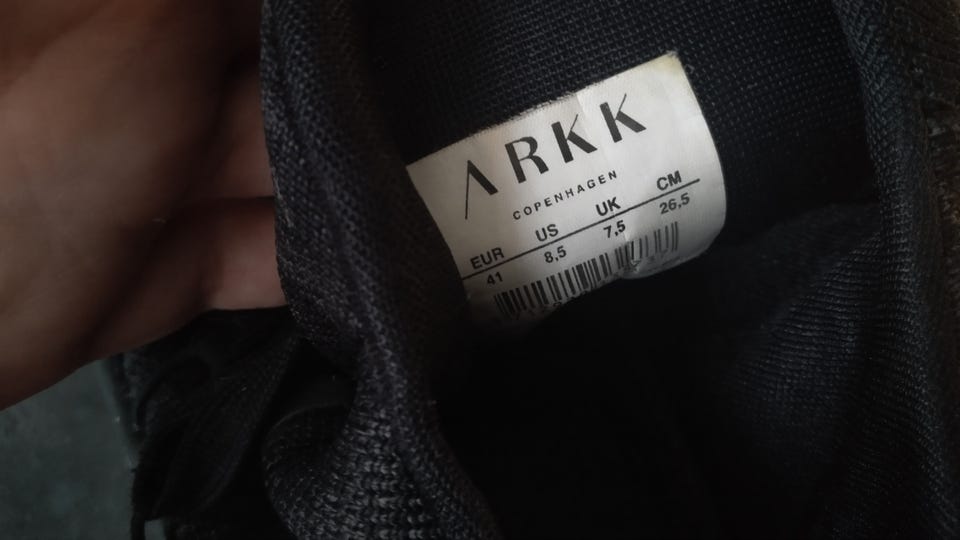 ARKK
COPENHAGEN
EUR US UK CM
41 8,5 7,5 26,5